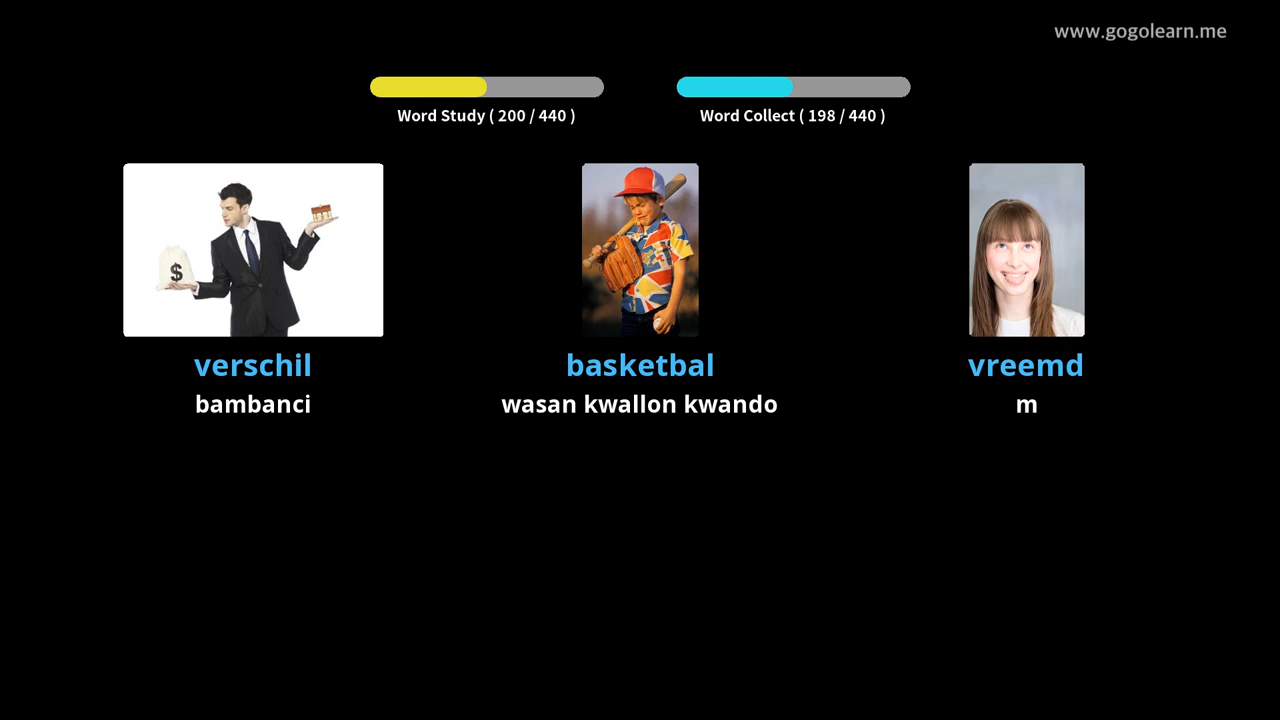 www.gogolearn.me
Word Study ( 200 / 440 )
Word Collect ( 198 / 440 )
$
verschil
basketbal
vreemd
bambanci
wasan kwallon kwando
m